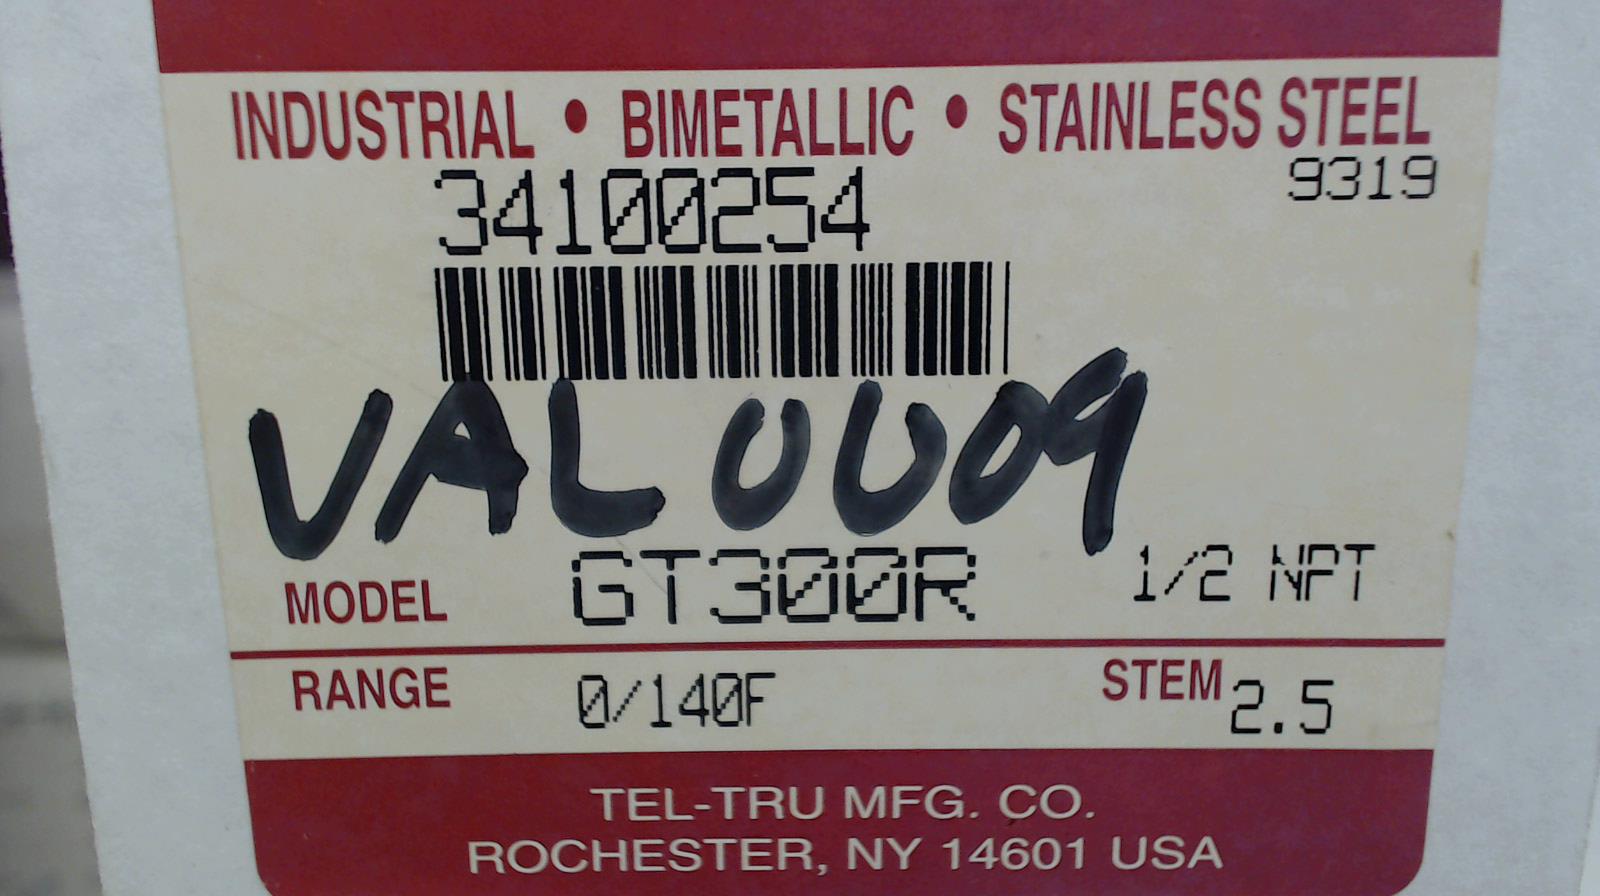 INDUSTRIAL • BIMETALLIC • STAINLESS STEEL
9319
34100254
VAL0009
MODEL GT300R 1/2 NPT
RANGE 0/140F STEM 2.5
TEL-TRU MFG. CO.
ROCHESTER, NY 14601 USA